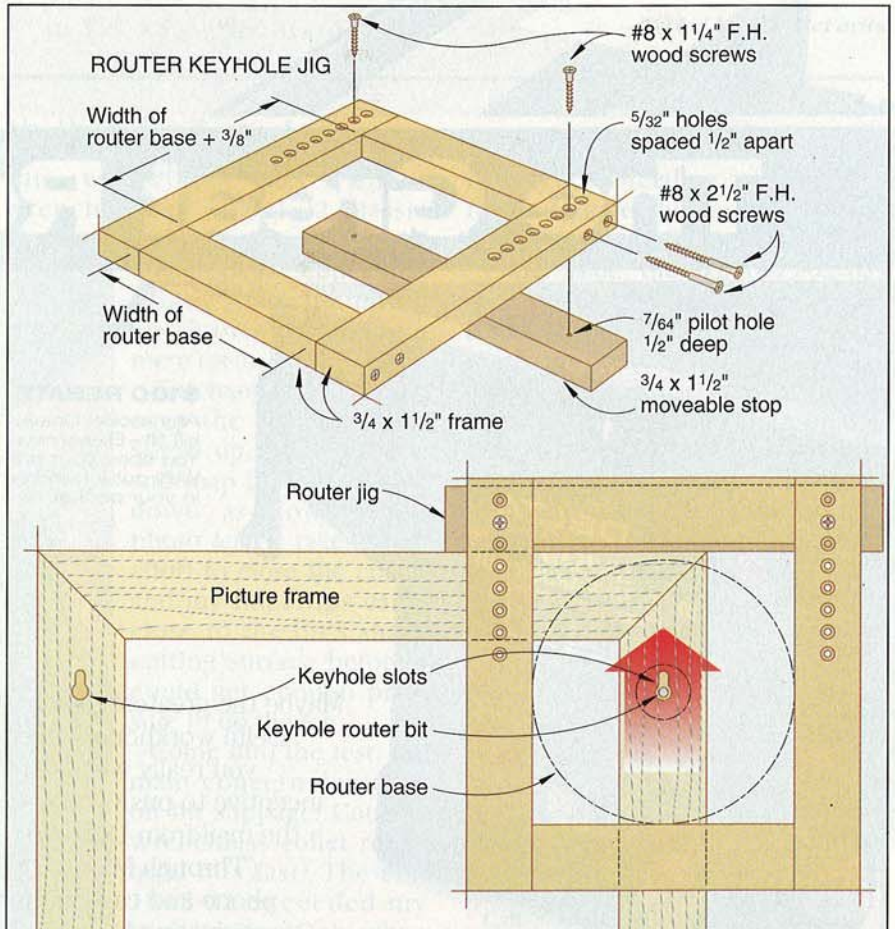 #8 x 1 1/4" F.H.
wood screws
ROUTER KEYHOLE JIG
Width of
router base + 3/8"
5/32" holes
spaced 1/2" apart
#8 x 2 1/2" F.H.
wood screws
Width of
router base
7/64" pilot hole
1/2" deep
3/4 x 1 1/2"
moveable stop
3/4 x 1 1/2" frame
Router jig
Picture frame
Keyhole slots
Keyhole router bit
Router base